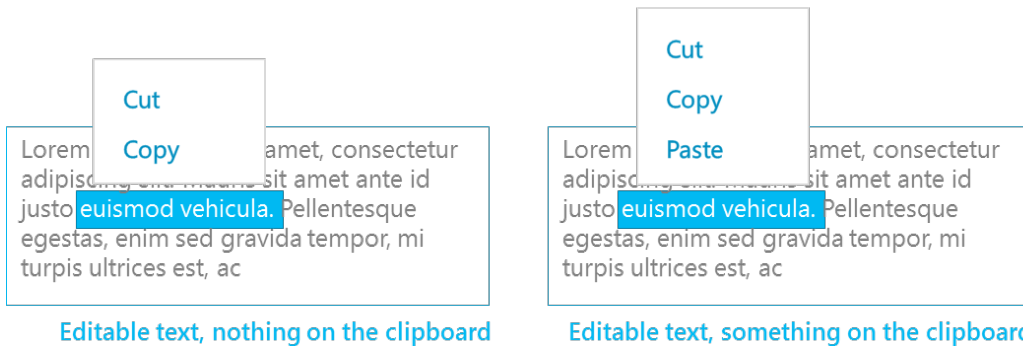 Cut
Copy
Lorem amet, consectetur
adipiscing sit amet ante id
justo euismod vehicula. Pellentesque
egestas, enim sed gravida tempor, mi
turpis ultrices est, ac
Editable text, nothing on the clipboard
Cut
Copy
Paste
Lorem amet, consectetur
adipiscing sit amet ante id
justo euismod vehicula. Pellentesque
egestas, enim sed gravida tempor, mi
turpis ultrices est, ac
Editable text, something on the clipboard